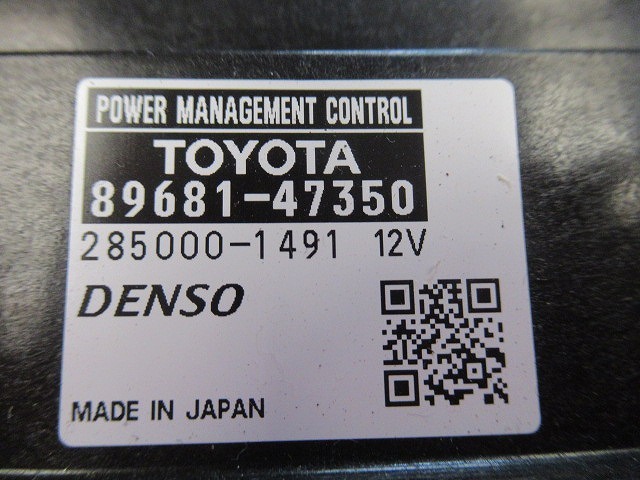 POWER MANAGEMENT CONTROL
TOYOTA
89681-47350
285000-1491 12V
DENSO
MADE IN JAPAN